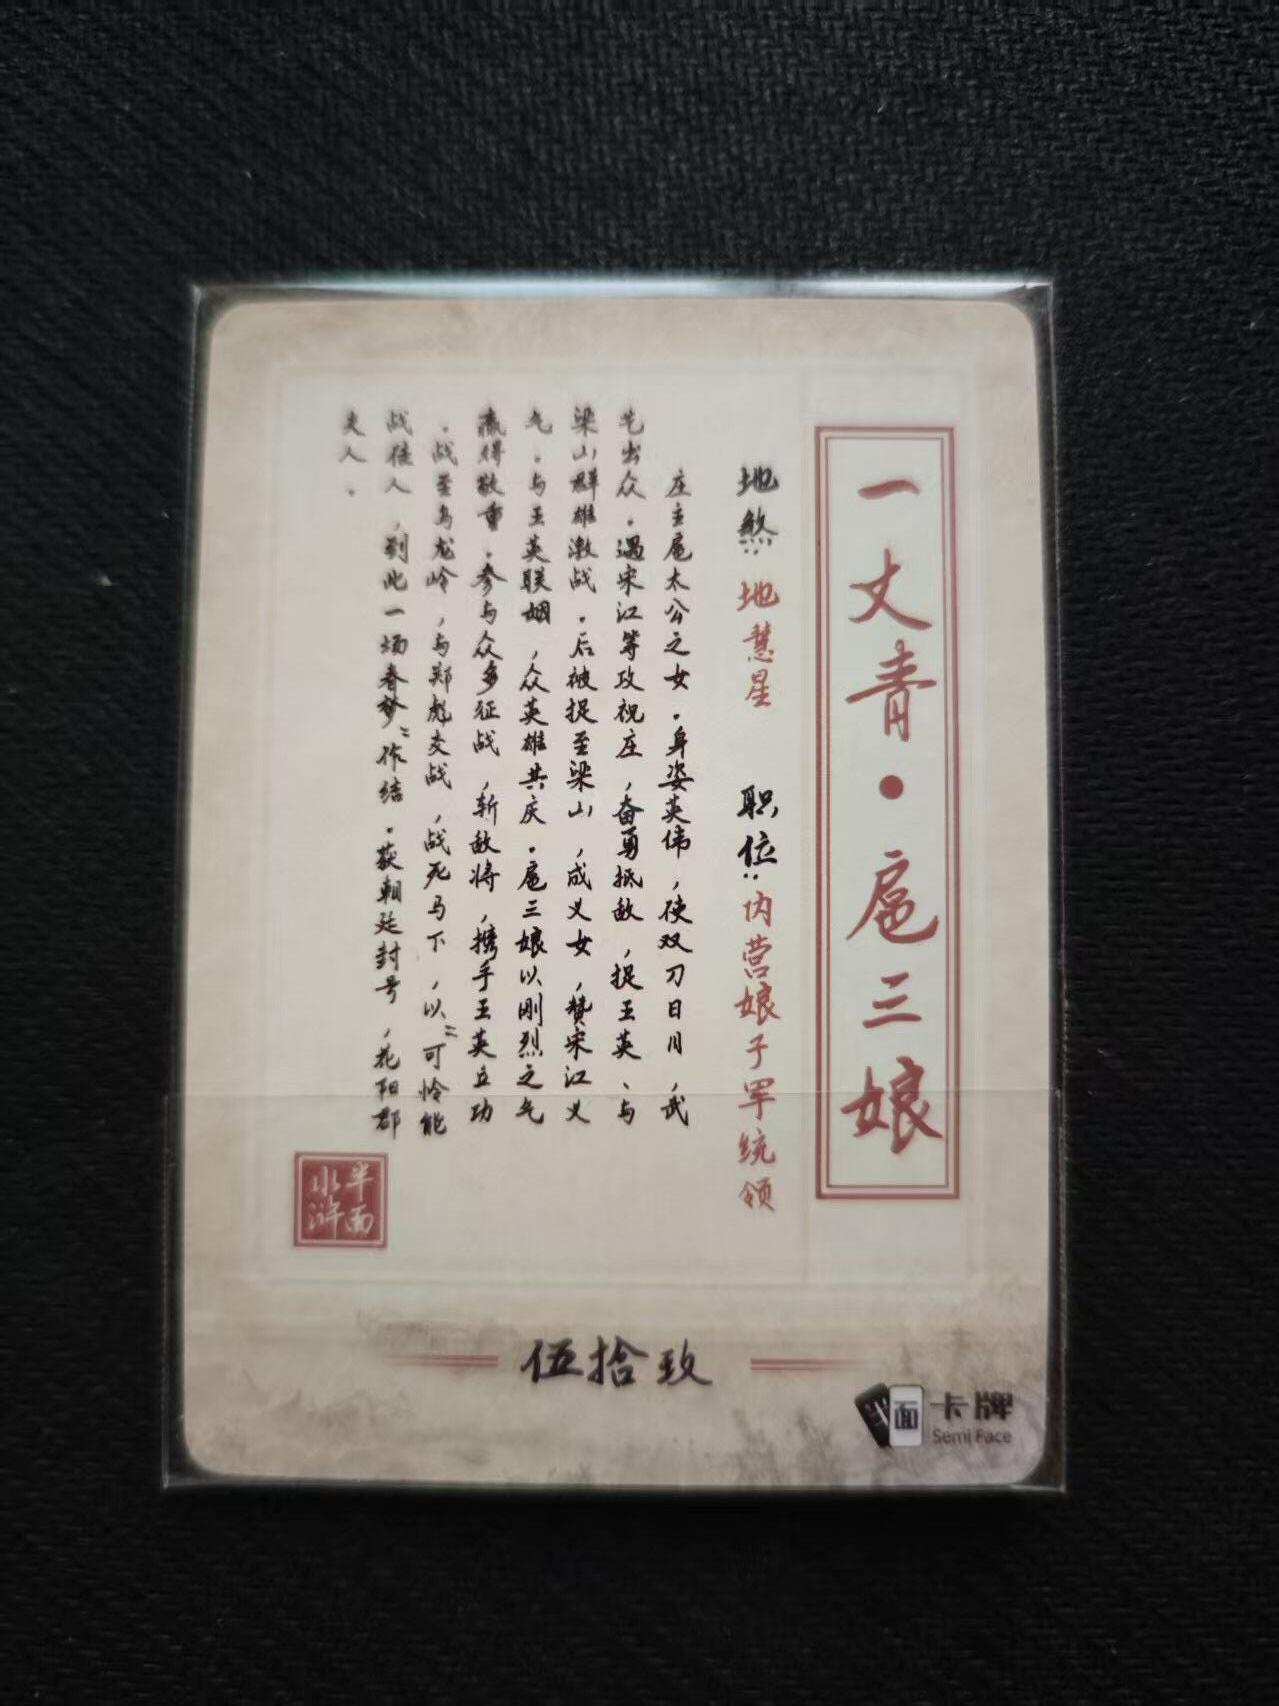 一丈青·扈三娘
地煞：地慧星　职位：内营娘子军统领
庄主扈太公之女。身姿英伟，使双刀日月，武
艺出众。遇宋江等攻祝庄，奋勇抵敌，捉王英、与
梁山群雄激战。后被捉至梁山，成义女，赞宋江义
气。与王英联姻，众英雄共庆。扈三娘以刚烈之气
赢得敬重。参与众多征战，斩敌将，携手王英立功
。战至乌龙岭，与郑彪交战，战死马下，以“可怜能
战佳人，到此一场春梦”作结。获朝廷封号，花阳郡
夫人。
半面水浒
伍拾玖
半面
卡牌
Semi Face